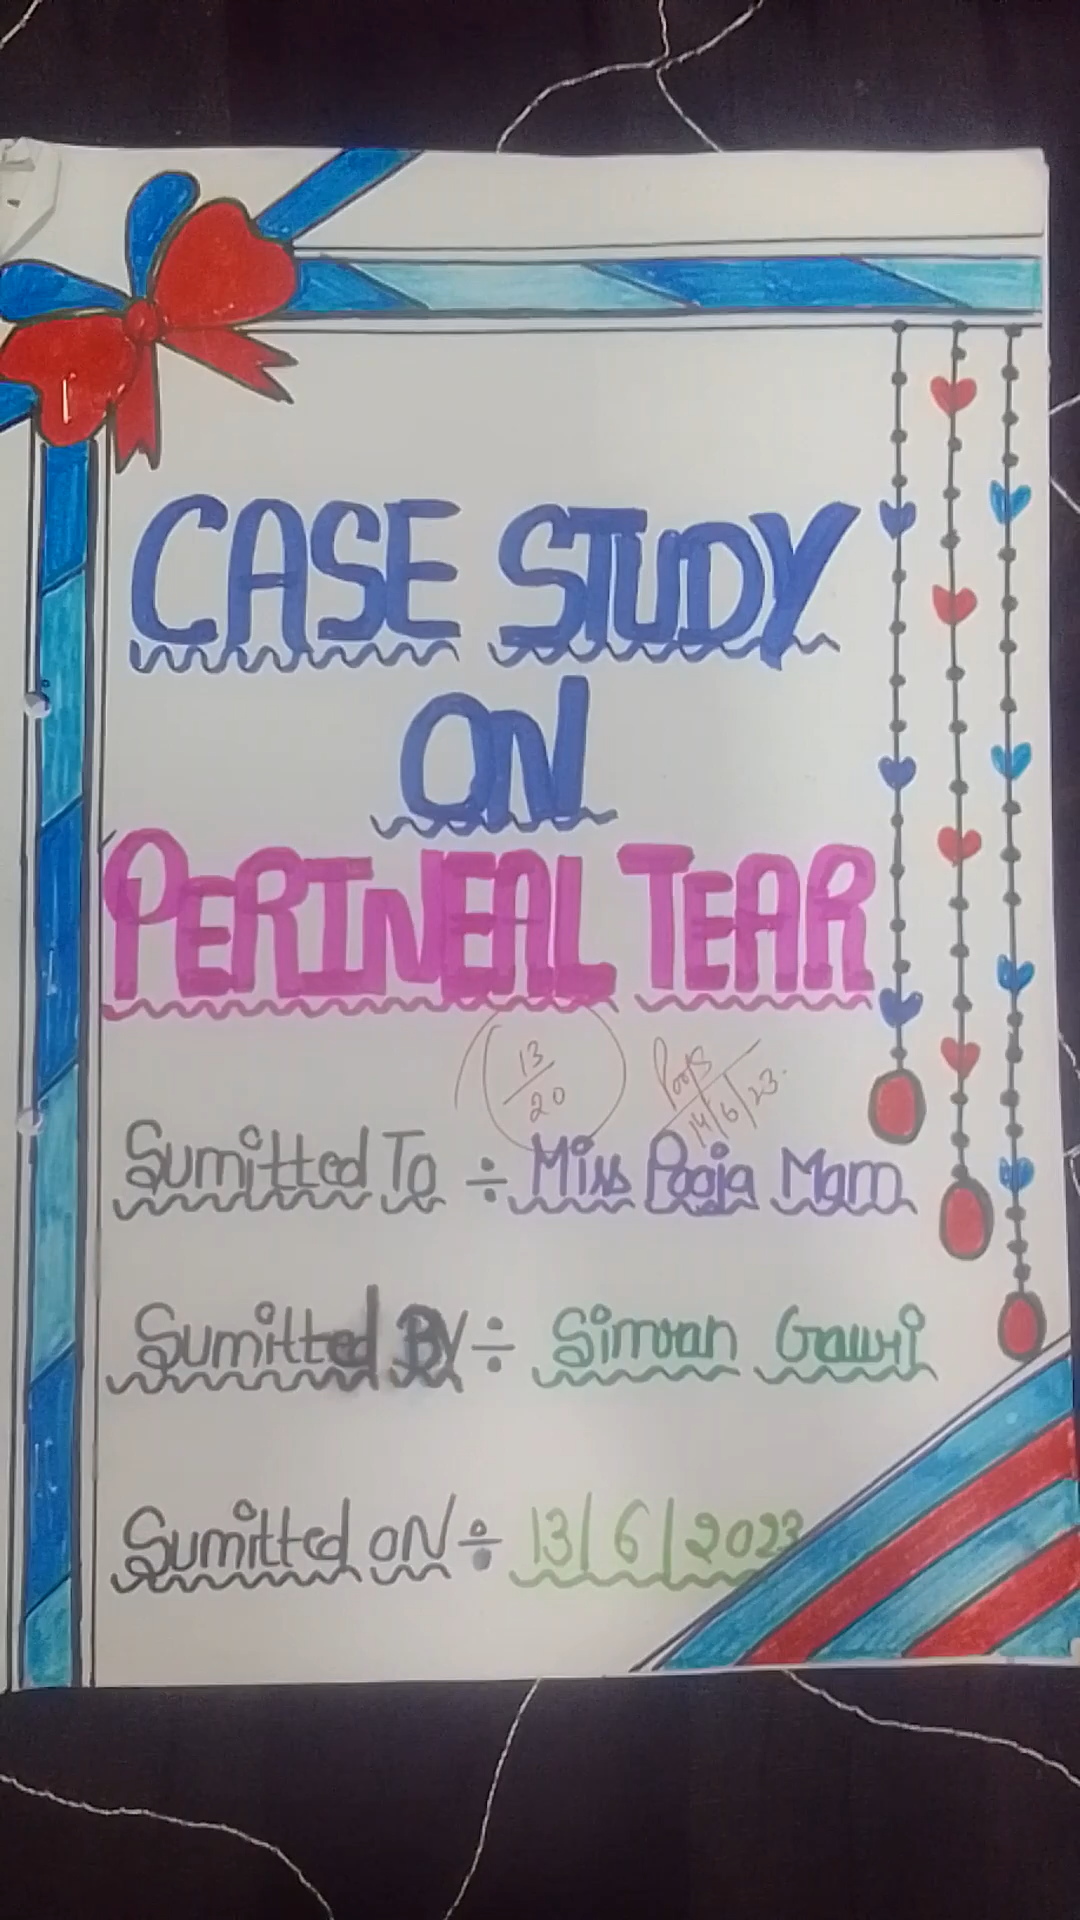 CASE STUDY
ON
PERINEAL TEAR
13
20
Pooja
14/6/23.
Sumitted To ÷ Miss Pooja Mam
Sumitted By ÷ Simran Gawri
Sumitted oN ÷ 13/6/2023